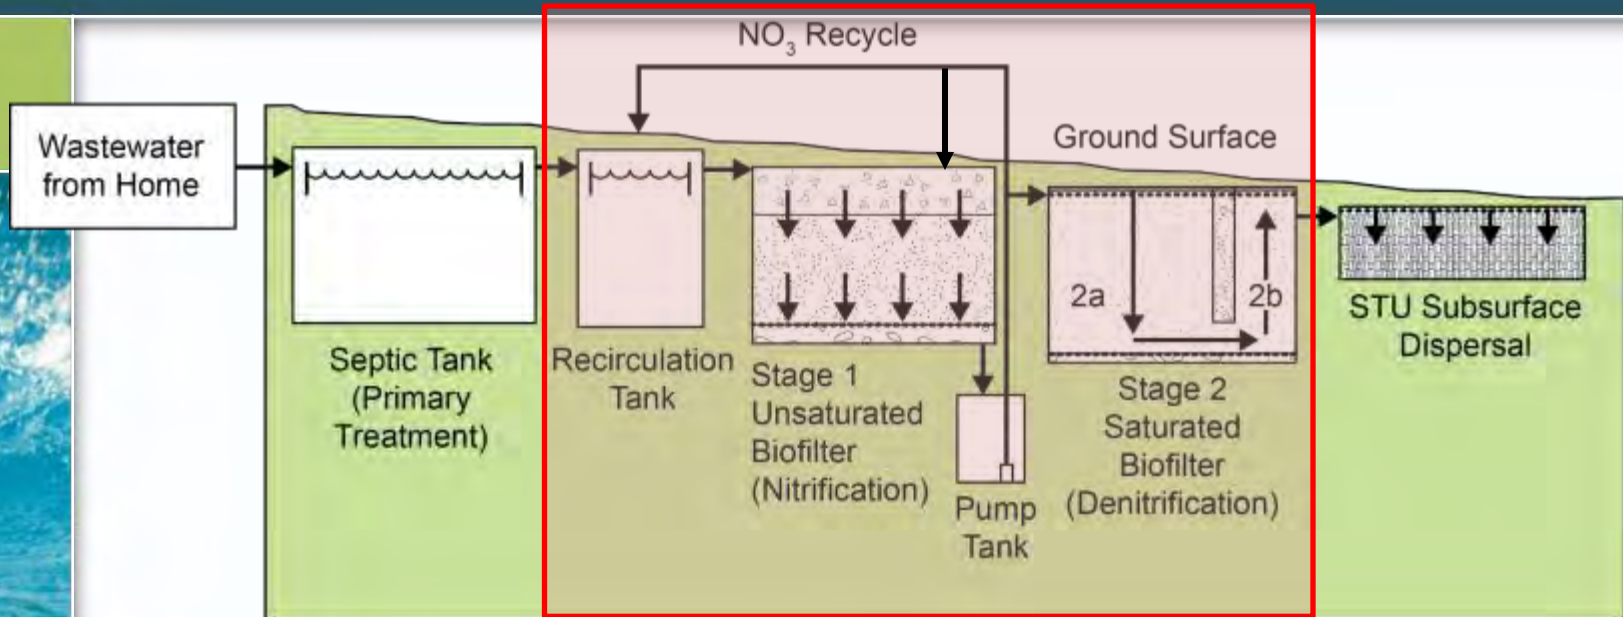 NO₃ Recycle
Wastewater
from Home
Ground Surface
Septic Tank
(Primary
Treatment)
Recirculation
Tank
Stage 1
Unsaturated
Biofilter
(Nitrification)
Pump
Tank
2a
2b
Stage 2
Saturated
Biofilter
(Denitrification)
STU Subsurface
Dispersal